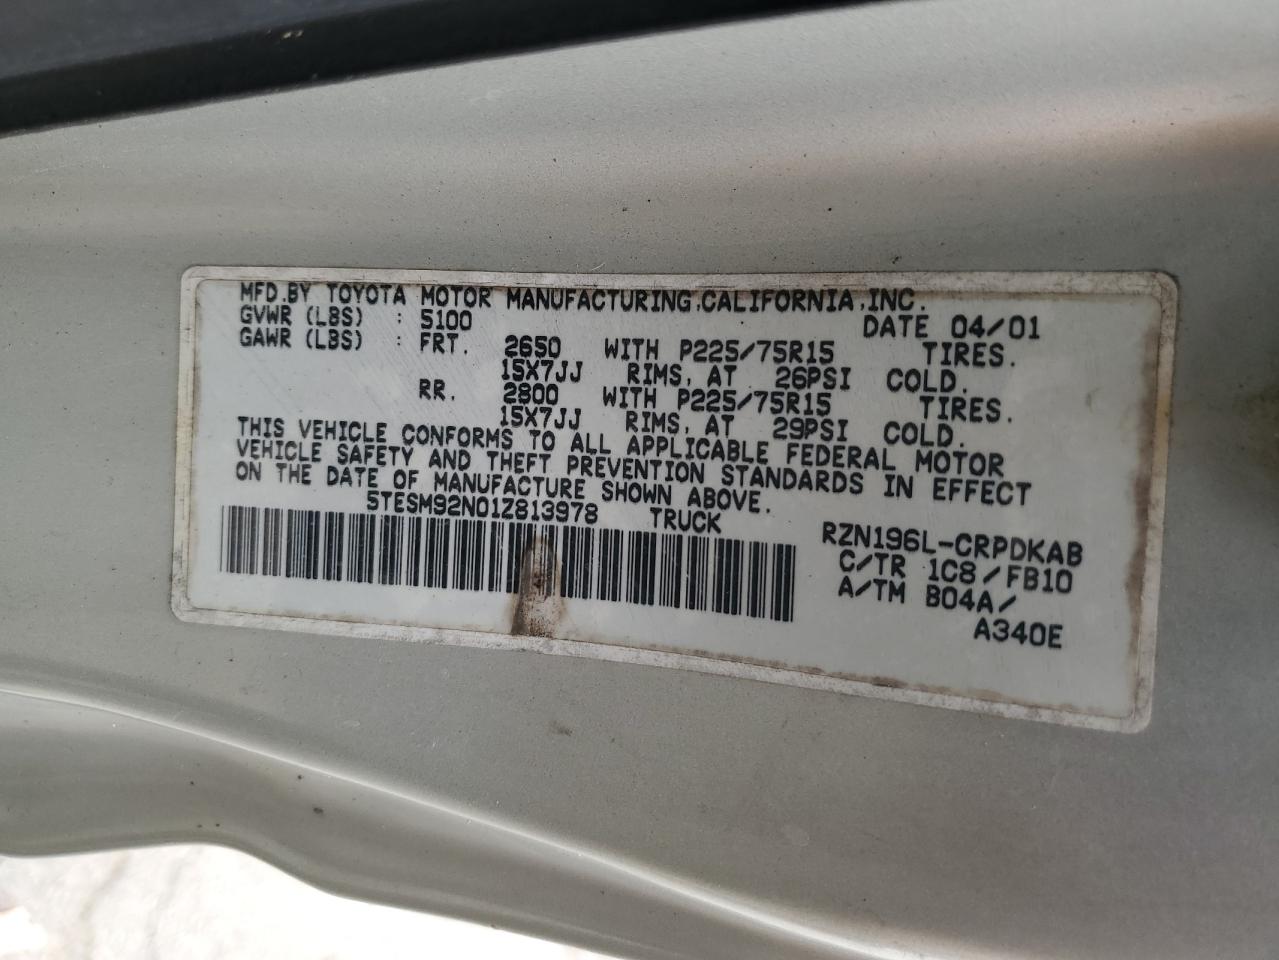 MFD.BY TOYOTA MOTOR MANUFACTURING,CALIFORNIA,INC.
GVWR (LBS) : 5100 DATE 04/01
GAWR (LBS) : FRT. 2650 WITH P225/75R15 TIRES.
15X7JJ RIMS, AT 26PSI COLD.
RR. 2800 WITH P225/75R15 TIRES.
15X7JJ RIMS, AT 29PSI COLD.
THIS VEHICLE CONFORMS TO ALL APPLICABLE FEDERAL MOTOR
VEHICLE SAFETY AND THEFT PREVENTION STANDARDS IN EFFECT
ON THE DATE OF MANUFACTURE SHOWN ABOVE.
5TESM92N01Z813978 TRUCK
RZN196L-CRPDKAB
C/TR 1C8/FB10
A/TM B04A/
A340E